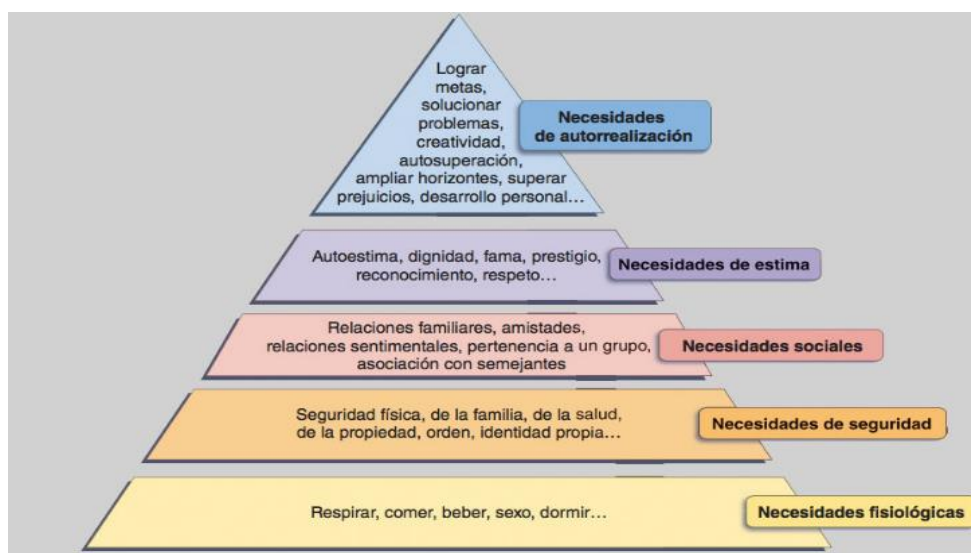 Lograr
metas,
solucionar
problemas,
creatividad,
autosuperación,
ampliar horizontes, superar
prejuicios, desarrollo personal...
Necesidades
de autorrealización
Autoestima, dignidad, fama, prestigio,
reconocimiento, respeto...
Necesidades de estima
Relaciones familiares, amistades,
relaciones sentimentales, pertenencia a un grupo,
asociación con semejantes
Necesidades sociales
Seguridad física, de la familia, de la salud,
de la propiedad, orden, identidad propia...
Necesidades de seguridad
Respirar, comer, beber, sexo, dormir...
Necesidades fisiológicas